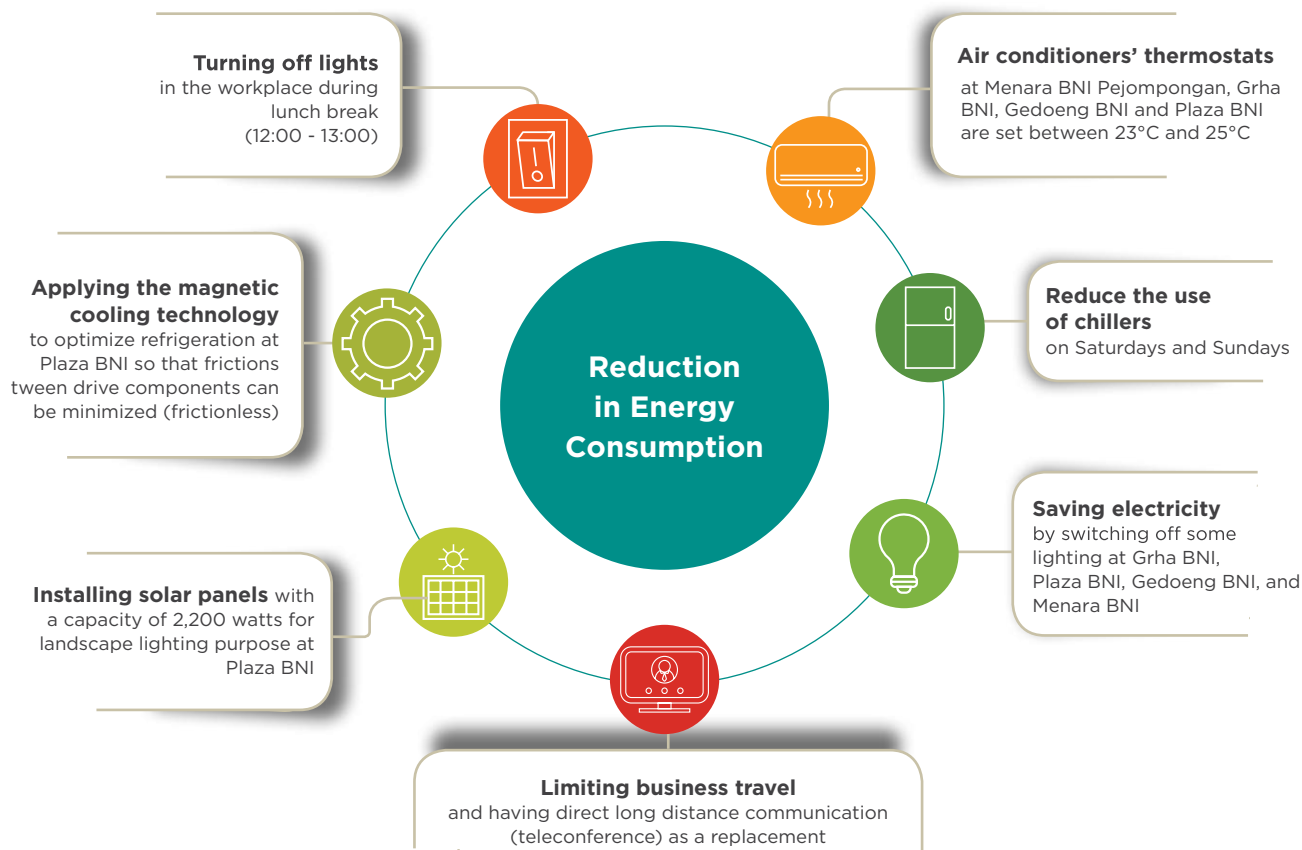 Turning off lights
in the workplace during
lunch break
(12:00 - 13:00)
Air conditioners’ thermostats
at Menara BNI Pejompongan, Grha
BNI, Gedoeng BNI and Plaza BNI
are set between 23°C and 25°C
Applying the magnetic
cooling technology
to optimize refrigeration at
Plaza BNI so that frictions
tween drive components can
be minimized (frictionless)
Reduction
in Energy
Consumption
Reduce the use
of chillers
on Saturdays and Sundays
Saving electricity
by switching off some
lighting at Grha BNI,
Plaza BNI, Gedoeng BNI, and
Menara BNI
Installing solar panels with
a capacity of 2,200 watts for
landscape lighting purpose at
Plaza BNI
Limiting business travel
and having direct long distance communication
(teleconference) as a replacement